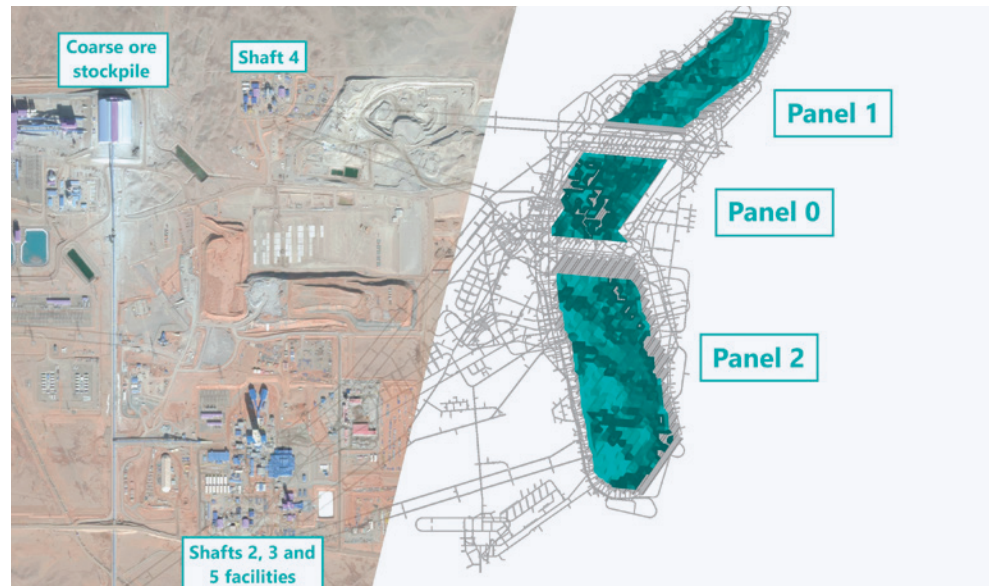 Coarse ore
stockpile
Shaft 4
Panel 1
Panel 0
Panel 2
Shafts 2, 3 and
5 facilities